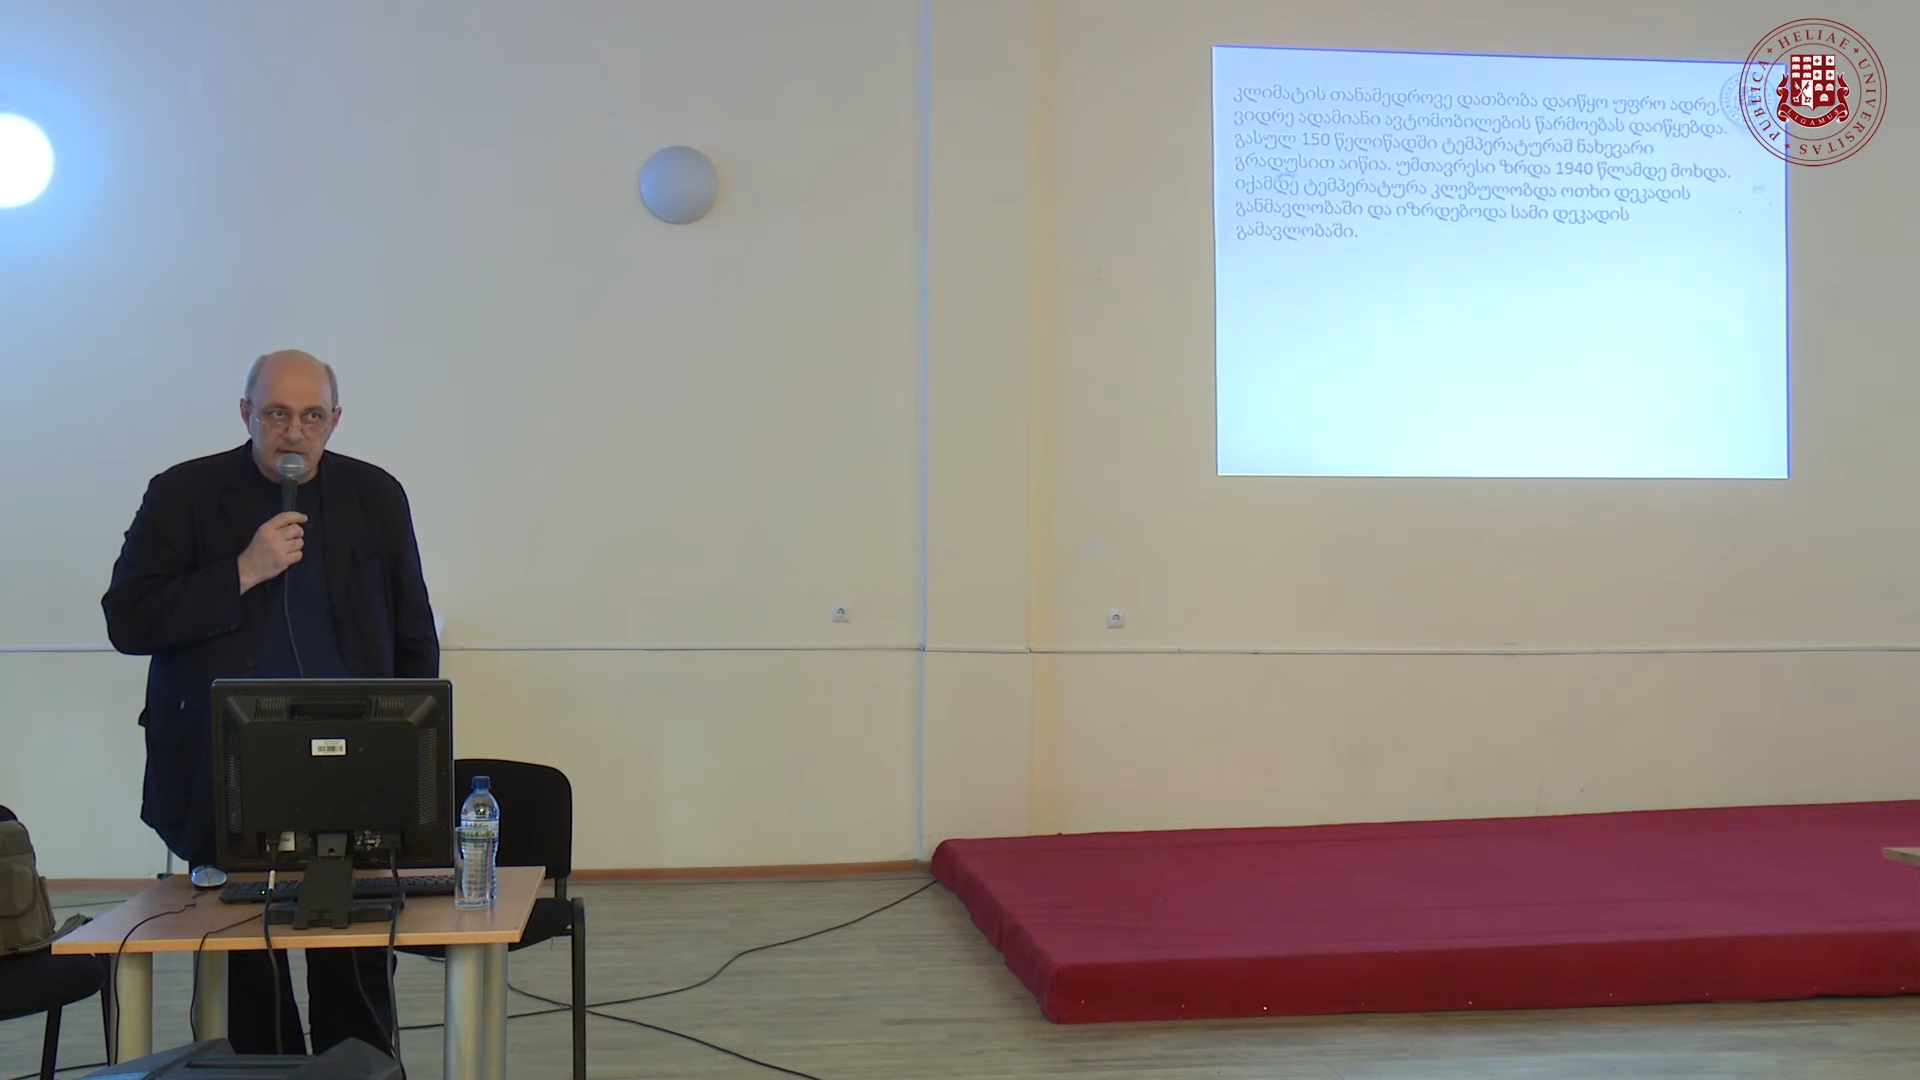 კლიმატის თანამედროვე დათბობა დაიწყო უფრო ადრე,
ვიდრე ადამიანი ავტომობილების წარმოებას დაიწყებდა.
გასულ 150 წელიწადში ტემპერატურამ ნახევარი
გრადუსით აიწია. უმთავრესი ზრდა 1940 წლამდე მოხდა.
იქამდე ტემპერატურა კლებულობდა ოთხი დეკადის
განმავლობაში და იზრდებოდა სამი დეკადის
გამავლობაში.
PUBLICA HELIAE UNIVERSITAS
LIGAMUS